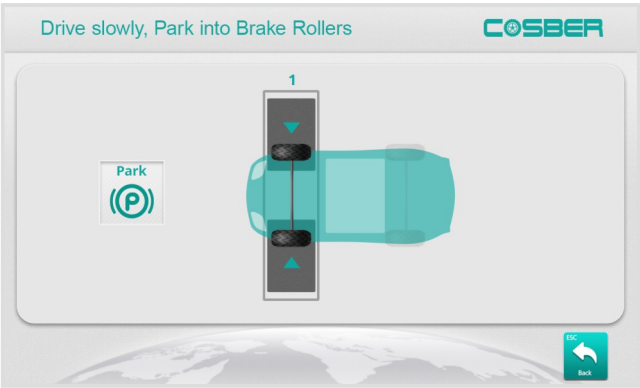 Drive slowly, Park into Brake Rollers
COSBER
1
Park
((P))
ESC
Back